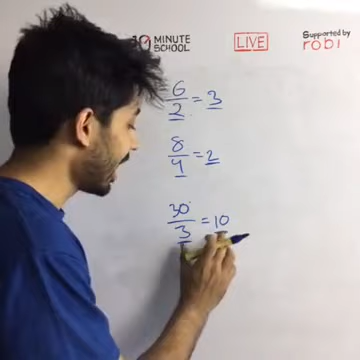 10 MINUTE
SCHOOL
LIVE
Supported by
robi
6/2 = 3
8/4 = 2
30/3 = 10